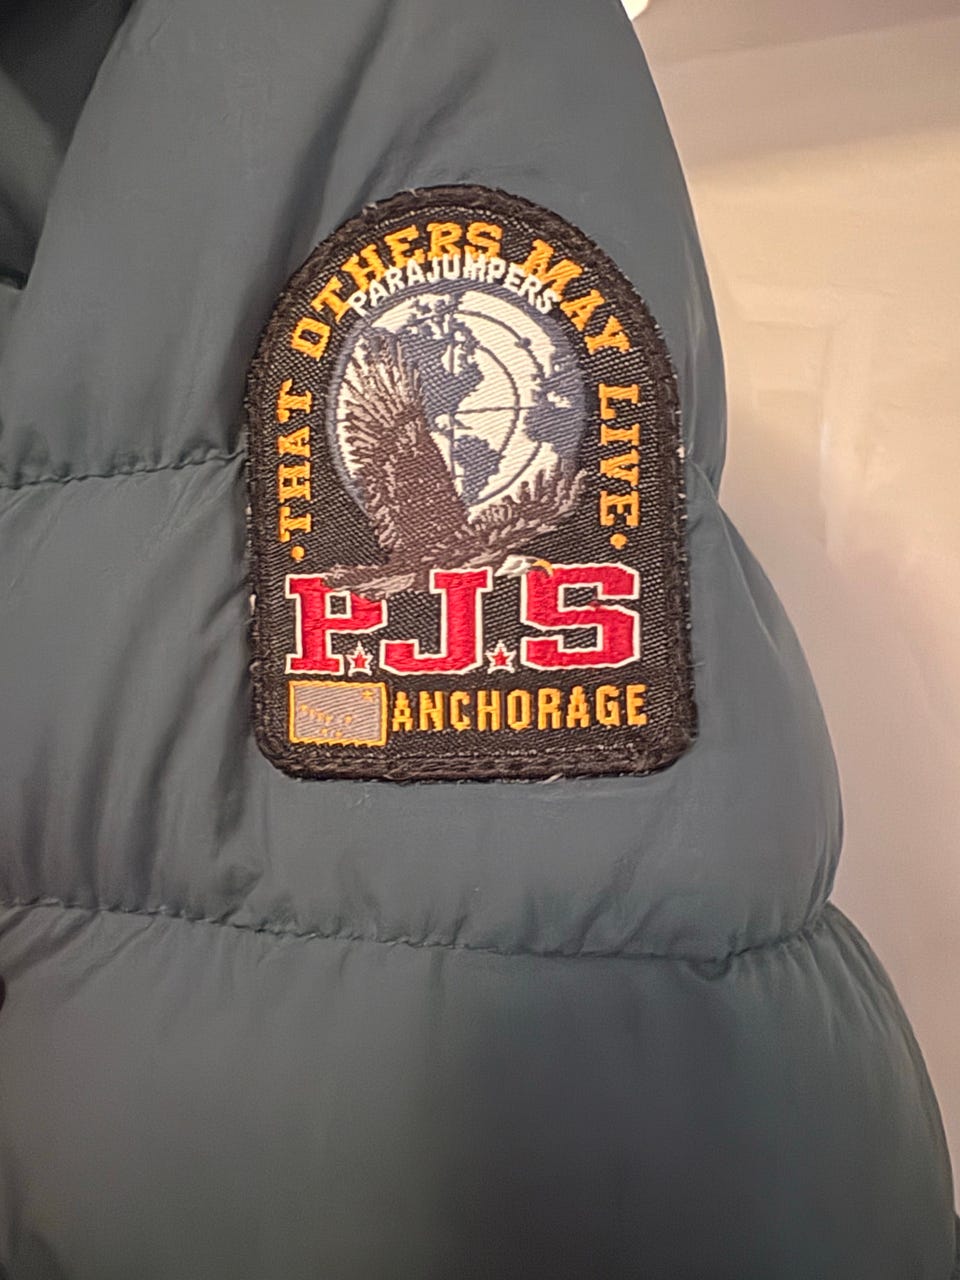 ·THAT OTHERS MAY LIVE·
PARAJUMPERS
P.J.S
ANCHORAGE